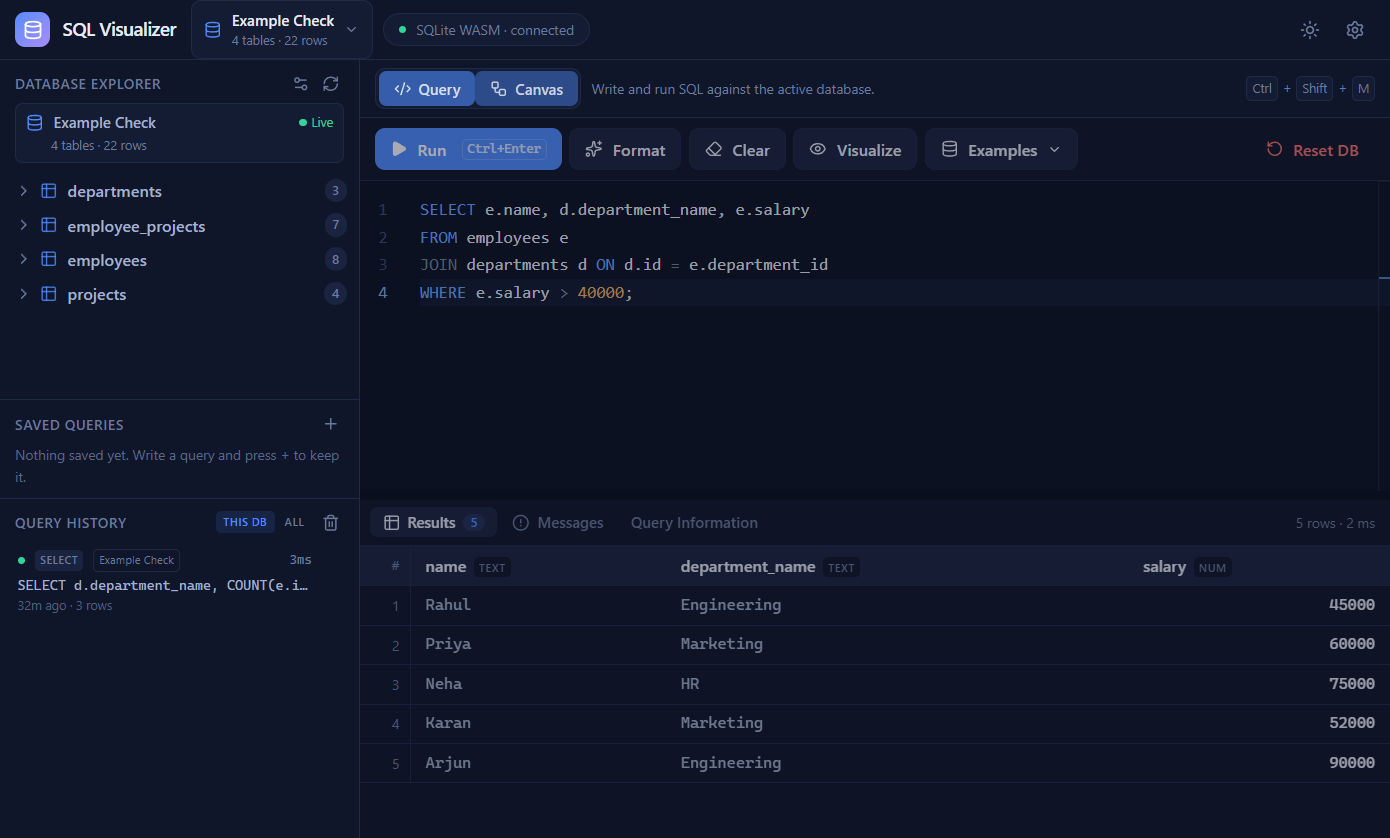 SQL Visualizer
Example Check
4 tables · 22 rows
SQLite WASM · connected
DATABASE EXPLORER
Example Check
Live
4 tables · 22 rows
departments 3
employee_projects 7
employees 8
projects 4
SAVED QUERIES +
Nothing saved yet. Write a query and press + to keep
it.
QUERY HISTORY THIS DB ALL
SELECT Example Check 3ms
SELECT d.department_name, COUNT(e.i…
32m ago · 3 rows
Query Canvas Write and run SQL against the active database. Ctrl + Shift + M
Run Ctrl+Enter Format Clear Visualize Examples Reset DB
1 SELECT e.name, d.department_name, e.salary
2 FROM employees e
3 JOIN departments d ON d.id = e.department_id
4 WHERE e.salary > 40000;
Results 5 Messages Query Information 5 rows · 2 ms
# name TEXT department_name TEXT salary NUM
1 Rahul Engineering 45000
2 Priya Marketing 60000
3 Neha HR 75000
4 Karan Marketing 52000
5 Arjun Engineering 90000